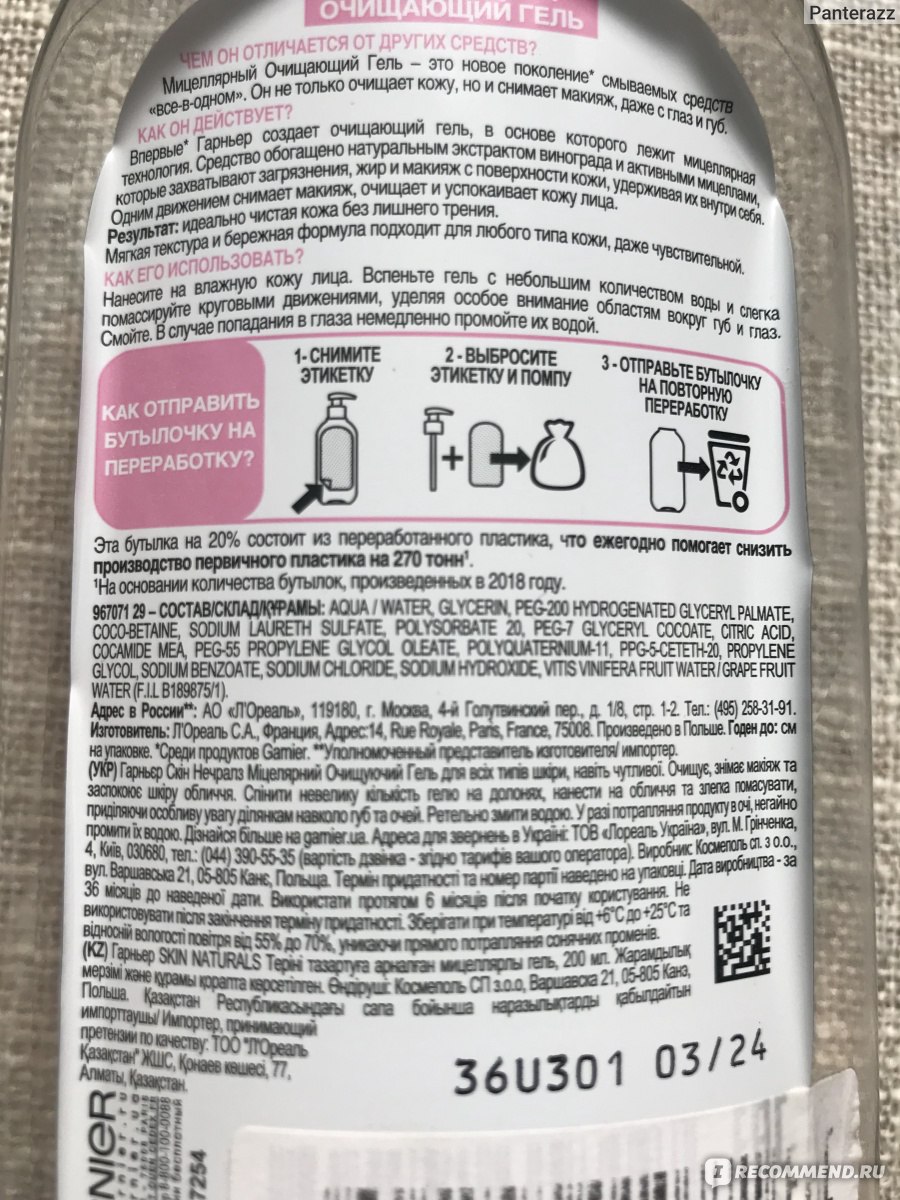 Panterazz
ОЧИЩАЮЩИЙ ГЕЛЬ
ЧЕМ ОН ОТЛИЧАЕТСЯ ОТ ДРУГИХ СРЕДСТВ?
Мицеллярный Очищающий Гель – это новое поколение* смываемых средств
«все-в-одном». Он не только очищает кожу, но и снимает макияж, даже с глаз и губ.
КАК ОН ДЕЙСТВУЕТ?
Впервые* Гарньер создает очищающий гель, в основе которого лежит мицеллярная
технология. Средство обогащено натуральным экстрактом винограда и активными мицеллами,
которые захватывают загрязнения, жир и макияж с поверхности кожи, удерживая их внутри себя.
Одним движением снимает макияж, очищает и успокаивает кожу лица.
Результат: идеально чистая кожа без лишнего трения.
Мягкая текстура и бережная формула подходит для любого типа кожи, даже чувствительной.
КАК ЕГО ИСПОЛЬЗОВАТЬ?
Нанесите на влажную кожу лица. Вспеньте гель с небольшим количеством воды и слегка
помассируйте круговыми движениями, уделяя особое внимание областям вокруг губ и глаз.
Смойте. В случае попадания в глаза немедленно промойте их водой.
КАК ОТПРАВИТЬ
БУТЫЛОЧКУ НА
ПЕРЕРАБОТКУ?
1- СНИМИТЕ
ЭТИКЕТКУ
2 - ВЫБРОСИТЕ
ЭТИКЕТКУ И ПОМПУ
3 - ОТПРАВЬТЕ БУТЫЛОЧКУ
НА ПОВТОРНУЮ
ПЕРЕРАБОТКУ
Эта бутылка на 20% состоит из переработанного пластика, что ежегодно помогает снизить
производство первичного пластика на 270 тонн¹.
¹На основании количества бутылок, произведенных в 2018 году.
967071 29 – СОСТАВ/СКЛАД/ҚҰРАМЫ: AQUA / WATER, GLYCERIN, PEG-200 HYDROGENATED GLYCERYL PALMATE,
COCO-BETAINE, SODIUM LAURETH SULFATE, POLYSORBATE 20, PEG-7 GLYCERYL COCOATE, CITRIC ACID,
COCAMIDE MEA, PEG-55 PROPYLENE GLYCOL OLEATE, POLYQUATERNIUM-11, PPG-5-CETETH-20, PROPYLENE
GLYCOL, SODIUM BENZOATE, SODIUM CHLORIDE, SODIUM HYDROXIDE, VITIS VINIFERA FRUIT WATER / GRAPE FRUIT
WATER (F.I.L B189875/1).
Адрес в России**: АО «Л'Ореаль», 119180, г. Москва, 4-й Голутвинский пер., д. 1/8, стр. 1-2. Тел.: (495) 258-31-91.
Изготовитель: Л'Ореаль С.А., Франция, Адрес:14, Rue Royale, Paris, France, 75008. Произведено в Польше. Годен до: см
на упаковке. *Среди продуктов Garnier. **Уполномоченный представитель изготовителя/ импортер.
(УКР) Гарньєр Скін Нечралз Міцелярний Очищуючий Гель для всіх типів шкіри, навіть чутливої. Очищує, знімає макіяж та
заспокоює шкіру обличчя. Спінити невелику кількість гелю на долонях, нанести на обличчя та злегка помасувати,
приділяючи особливу увагу ділянкам навколо губ та очей. Ретельно змити водою. У разі потрапляння продукту в очі, негайно
промити їх водою. Дізнайся більше на garnier.ua. Адреса для звернень в Україні: ТОВ «Лореаль Україна», вул. М. Грінченка,
4, Київ, 030680, тел.: (044) 390-55-35 (вартість дзвінка - згідно тарифів вашого оператора). Виробник: Космеполь сп. з о.о.,
вул. Варшавська 21, 05-805 Канє, Польща. Термін придатності та номер партії наведено на упаковці. Дата виробництва - за
36 місяців до наведеної дати. Використати протягом 6 місяців після початку користування. Не
використовувати після закінчення терміну придатності. Зберігати при температурі від +6°С до +25°С та
відносній вологості повітря від 55% до 70%, уникаючи прямого потрапляння сонячних променів.
(KZ) Гарньер SKIN NATURALS Теріні тазартуға арналған мицеллярлы гель, 200 мл. Жарамдылық
мерзімі және құрамы қорапта көрсетілген. Өндіруші: Космеполь СП з.о.о, Варшавска 21, 05-805 Канэ,
Польша. Қазақстан Республикасындағы сапа бойынша наразылықтарды қабылдайтын
импорттаушы/ Импортер, принимающий
претензии по качеству: ТОО "Л'Ореаль
Қазақстан" ЖШС, Қонаев көшесі, 77,
Алматы, Қазақстан.
36U301 03/24
NIER
8-800-100-0088
7254
IRECOMMEND.RU